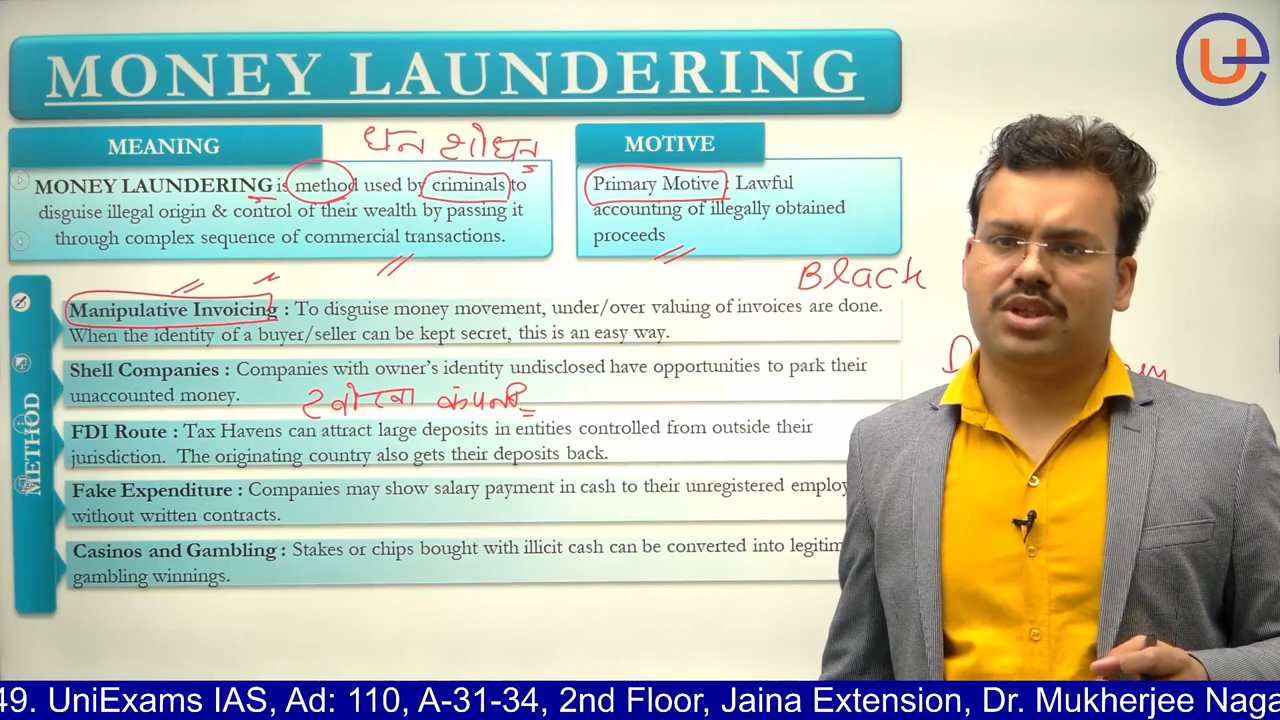 MONEY LAUNDERING
MEANING
धन शोधन
MONEY LAUNDERING is method used by criminals to
disguise illegal origin & control of their wealth by passing it
through complex sequence of commercial transactions.
MOTIVE
Primary Motive : Lawful
accounting of illegally obtained
proceeds
Black
METHOD
Manipulative Invoicing : To disguise money movement, under/over valuing of invoices are done.
When the identity of a buyer/seller can be kept secret, this is an easy way.
Shell Companies : Companies with owner's identity undisclosed have opportunities to park their
unaccounted money.
FDI Route : Tax Havens can attract large deposits in entities controlled from outside their
jurisdiction. The originating country also gets their deposits back.
Fake Expenditure : Companies may show salary payment in cash to their unregistered employ
without written contracts.
Casinos and Gambling : Stakes or chips bought with illicit cash can be converted into legitim
gambling winnings.
Ue
49. UniExams IAS, Ad: 110, A-31-34, 2nd Floor, Jaina Extension, Dr. Mukherjee Naga